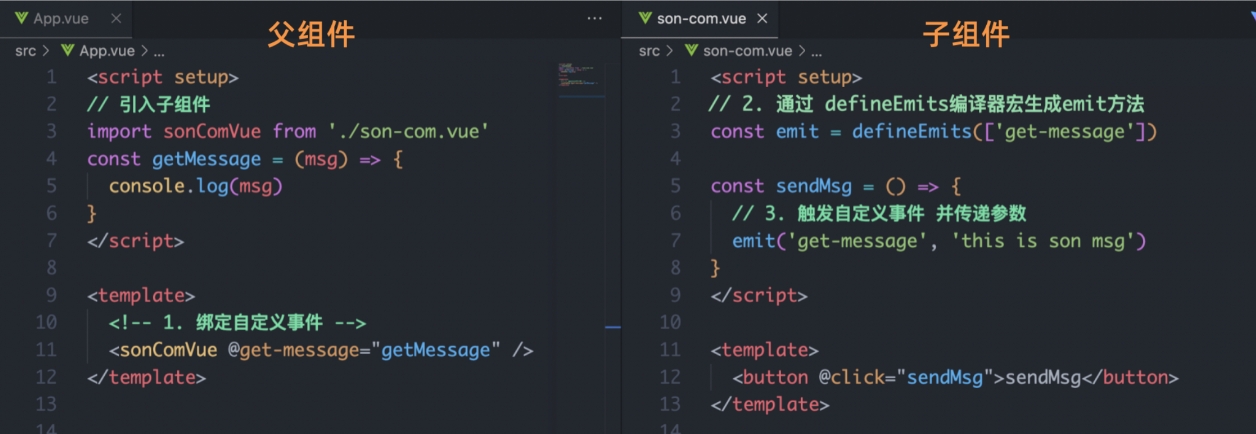 App.vue
父组件
src > App.vue > ...
1 <script setup>
2 // 引入子组件
3 import sonComVue from './son-com.vue'
4 const getMessage = (msg) => {
5 console.log(msg)
6 }
7 </script>
8
9 <template>
10 <!-- 1. 绑定自定义事件 -->
11 <sonComVue @get-message="getMessage" />
12 </template>
13
son-com.vue
子组件
src > son-com.vue > ...
1 <script setup>
2 // 2. 通过 defineEmits编译器宏生成emit方法
3 const emit = defineEmits(['get-message'])
4
5 const sendMsg = () => {
6 // 3. 触发自定义事件 并传递参数
7 emit('get-message', 'this is son msg')
8 }
9 </script>
10
11 <template>
12 <button @click="sendMsg">sendMsg</button>
13 </template>
14